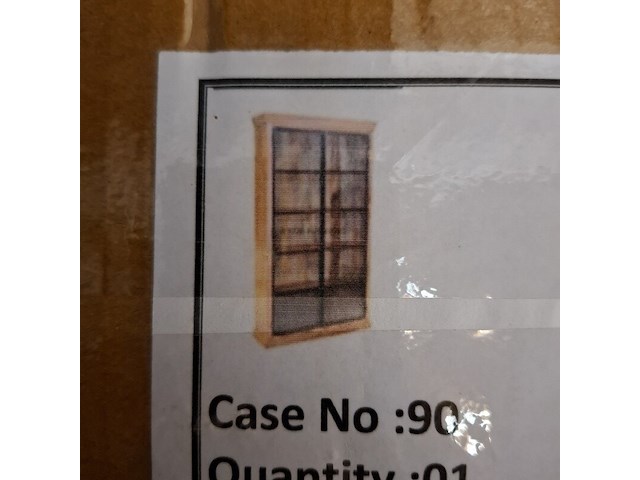 Case No :90
Quantity :01